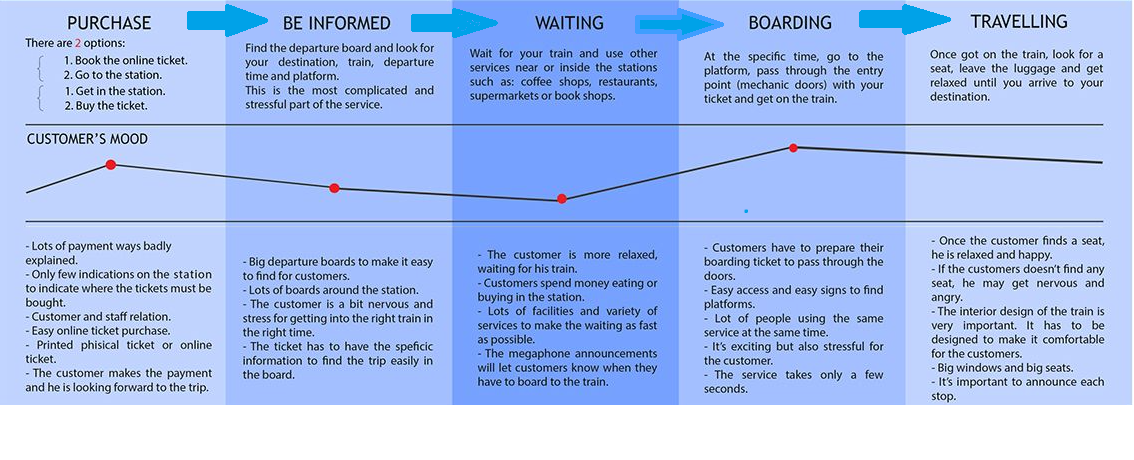 PURCHASE
There are 2 options:
1. Book the online ticket.
2. Go to the station.
1. Get in the station.
2. Buy the ticket.
BE INFORMED
Find the departure board and look for
your destination, train, departure
time and platform.
This is the most complicated and
stressful part of the service.
WAITING
Wait for your train and use other
services near or inside the stations
such as: coffee shops, restaurants,
supermarkets or book shops.
BOARDING
At the specific time, go to the
platform, pass through the entry
point (mechanic doors) with your
ticket and get on the train.
TRAVELLING
Once got on the train, look for a
seat, leave the luggage and get
relaxed until you arrive to your
destination.
CUSTOMER'S MOOD
- Lots of payment ways badly
explained.
- Only few indications on the station
to indicate where the tickets must be
bought.
- Customer and staff relation.
- Easy online ticket purchase.
- Printed phisical ticket or online
ticket.
- The customer makes the payment
and he is looking forward to the trip.
- Big departure boards to make it easy
to find for customers.
- Lots of boards around the station.
- The customer is a bit nervous and
stress for getting into the right train in
the right time.
- The ticket has to have the speficic
information to find the trip easily in
the board.
- The customer is more relaxed,
waiting for his train.
- Customers spend money eating or
buying in the station.
- Lots of facilities and variety of
services to make the waiting as fast
as possible.
- The megaphone announcements
will let customers know when they
have to board to the train.
- Customers have to prepare their
boarding ticket to pass through the
doors.
- Easy access and easy signs to find
platforms.
- Lot of people using the same
service at the same time.
- It's exciting but also stressful for
the customer.
- The service takes only a few
seconds.
- Once the customer finds a seat,
he is relaxed and happy.
- If the customers doesn't find any
seat, he may get nervous and
angry.
- The interior design of the train is
very important. It has to be
designed to make it comfortable
for the customers.
- Big windows and big seats.
- It's important to announce each
stop.